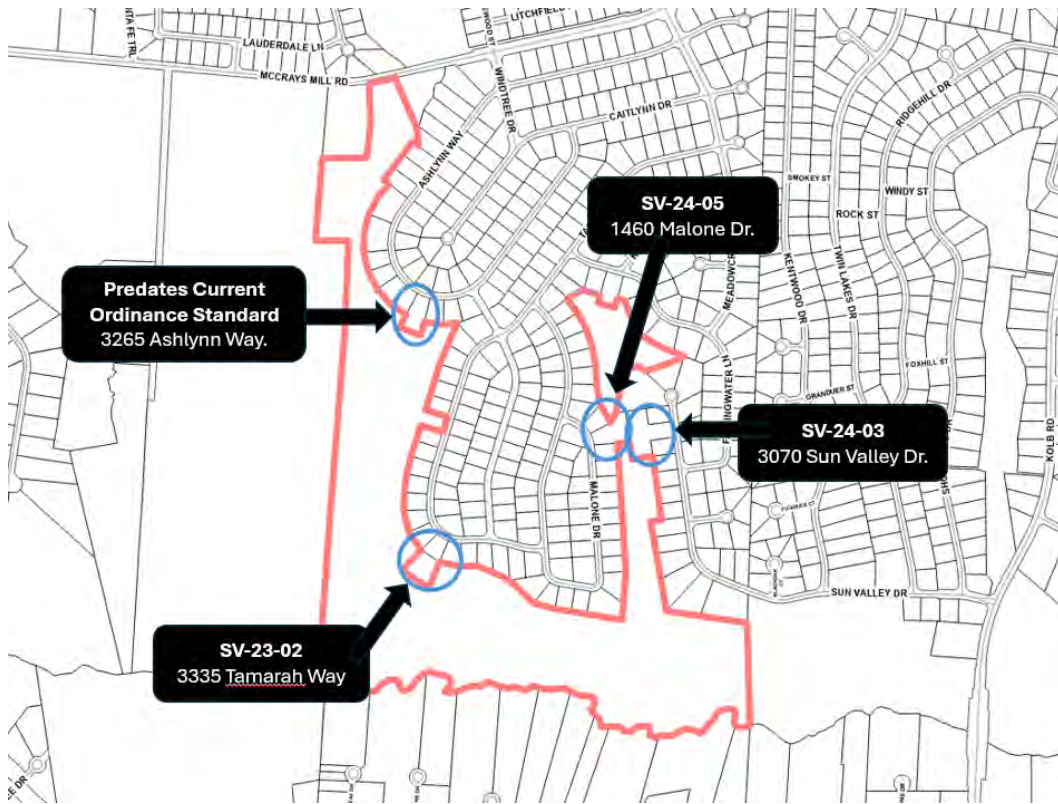 LITCHFIELD
LAUDERDALE LN
MCCRAYS MILL RD
WINDTREE DR
CAITLYNN DR
ASHLYNN WAY
RIDGEHILL DR
SMOKEY ST
WINDY ST
ROCK ST
SV-24-05
1460 Malone Dr.
KENTWOOD DR
TWIN LAKES DR
Predates Current
Ordinance Standard
3265 Ashlynn Way.
FOXHILL ST
GRANDUER ST
SV-24-03
3070 Sun Valley Dr.
KOLB RD
MALONE DR
SUN VALLEY DR
SV-23-02
3335 Tamarah Way